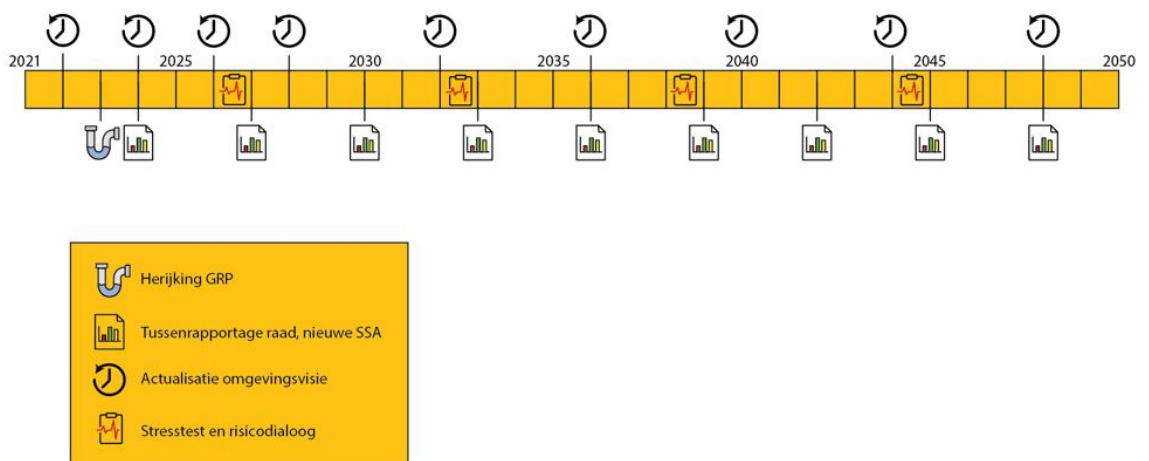 2021 2025 2030 2035 2040 2045 2050
Herijking GRP
Tussenrapportage raad, nieuwe SSA
Actualisatie omgevingsvisie
Stresstest en risicodialoog